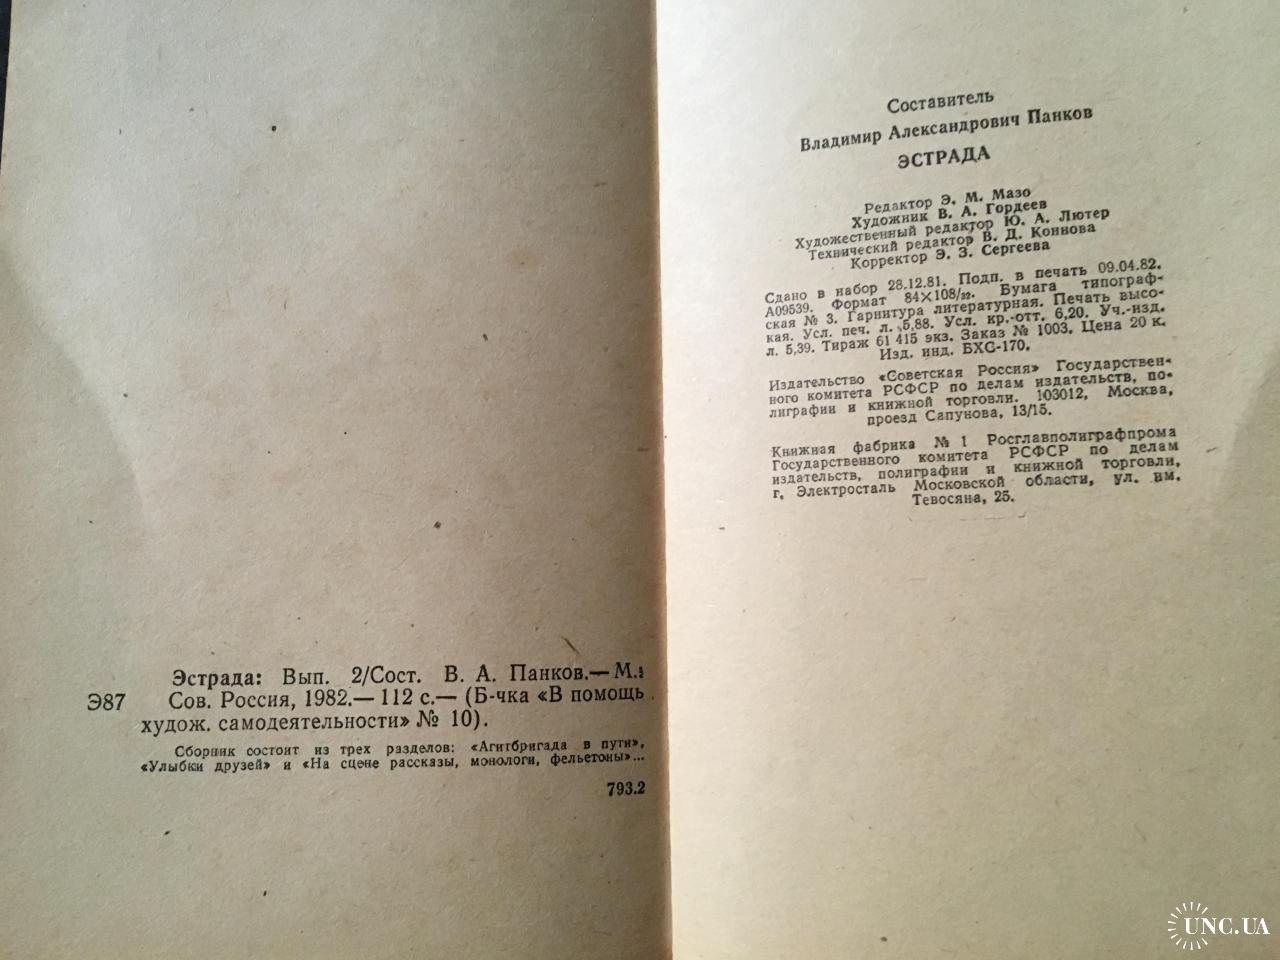 Эстрада: Вып. 2/Сост. В. А. Панков.— М.:
Э87 Сов. Россия, 1982.— 112 с.— (Б-чка «В помощь
худож. самодеятельности» № 10).
Сборник состоит из трех разделов: «Агитбригада в пути»,
«Улыбки друзей» и «На сцене рассказы, монологи, фельетоны»...
793.2
Составитель
Владимир Александрович Панков
ЭСТРАДА
Редактор Э. М. Мазо
Художник В. А. Гордеев
Художественный редактор Ю. А. Лютер
Технический редактор В. Д. Коннова
Корректор Э. З. Сергеева
Сдано в набор 28.12.81. Подп. в печать 09.04.82.
А09539. Формат 84×108/32. Бумага типограф-
ская № 3. Гарнитура литературная. Печать высо-
кая. Усл. печ. л. 5,88. Усл. кр.-отт. 6,20. Уч.-изд.
л. 5,39. Тираж 61 415 экз. Заказ № 1003. Цена 20 к.
Изд. инд. БХС-170.
Издательство «Советская Россия» Государствен-
ного комитета РСФСР по делам издательств, по-
лиграфии и книжной торговли. 103012, Москва,
проезд Сапунова, 13/15.
Книжная фабрика № 1 Росглавполиграфпрома
Государственного комитета РСФСР по делам
издательств, полиграфии и книжной торговли,
г. Электросталь Московской области, ул. им.
Тевосяна, 25.
UNC.UA